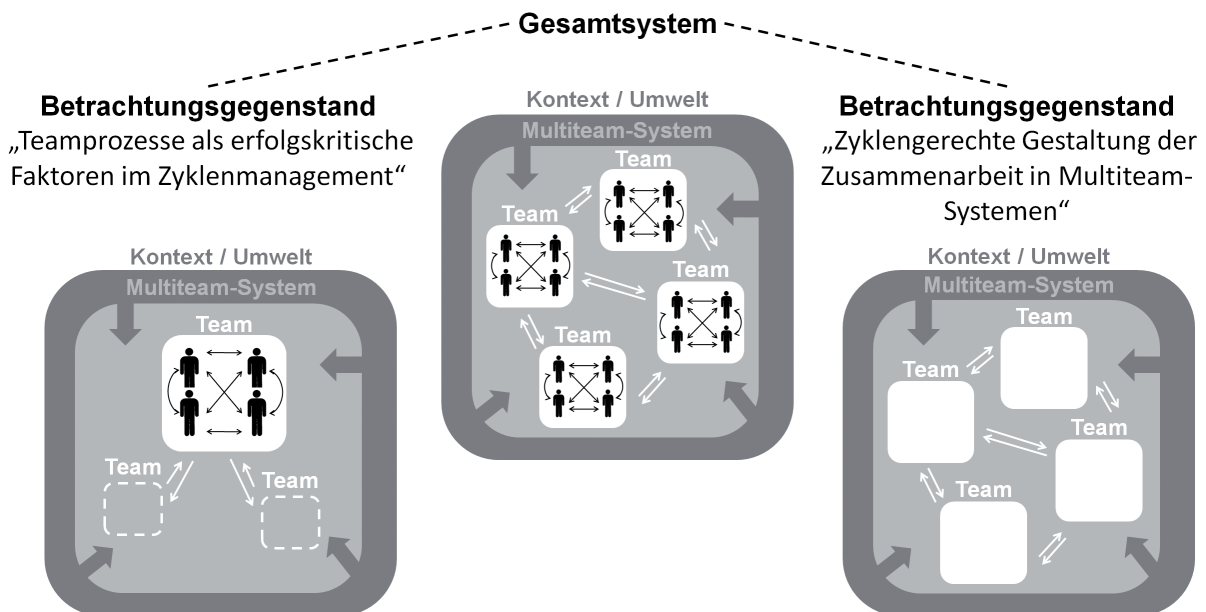 Gesamtsystem
Betrachtungsgegenstand
„Teamprozesse als erfolgskritische
Faktoren im Zyklenmanagement“
Kontext / Umwelt
Multiteam-System
Team
Team
Team
Kontext / Umwelt
Multiteam-System
Team
Team
Team
Team
Betrachtungsgegenstand
„Zyklengerechte Gestaltung der
Zusammenarbeit in Multiteam-
Systemen“
Kontext / Umwelt
Multiteam-System
Team
Team
Team
Team